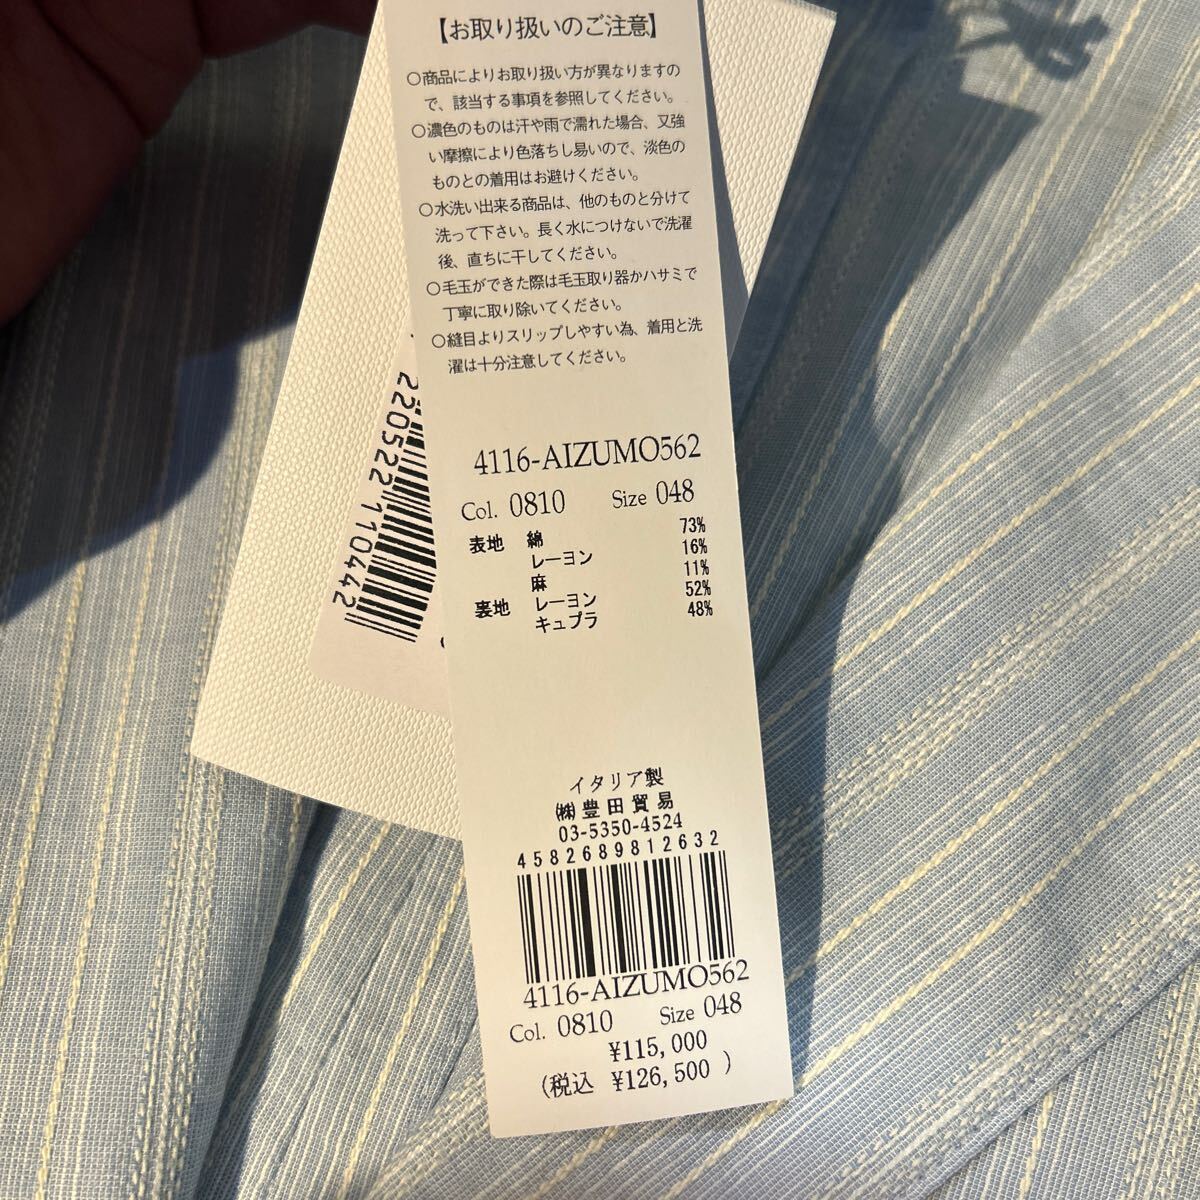 【お取り扱いのご注意】
○商品によりお取り扱い方が異なりますの
で、該当する事項を参照してください。
○濃色のものは汗や雨で濡れた場合、又強
い摩擦により色落ちし易いので、淡色の
ものとの着用はお避けください。
○水洗い出来る商品は、他のものと分けて
洗って下さい。長く水につけないで洗濯
後、直ちに干してください。
○毛玉ができた際は毛玉取り器かハサミで
丁寧に取り除いてください。
○縫目よりスリップしやすい為、着用と洗
濯は十分注意してください。
4116-AIZUMO562
Col. 0810 Size 048
表地 綿 73%
レーヨン 16%
麻 11%
裏地 レーヨン 52%
キュプラ 48%
イタリア製
㈱豊田貿易
03-5350-4524
4582689812632
4116-AIZUMO562
Col. 0810 Size 048
¥115,000
(税込 ¥126,500 )
220522110442